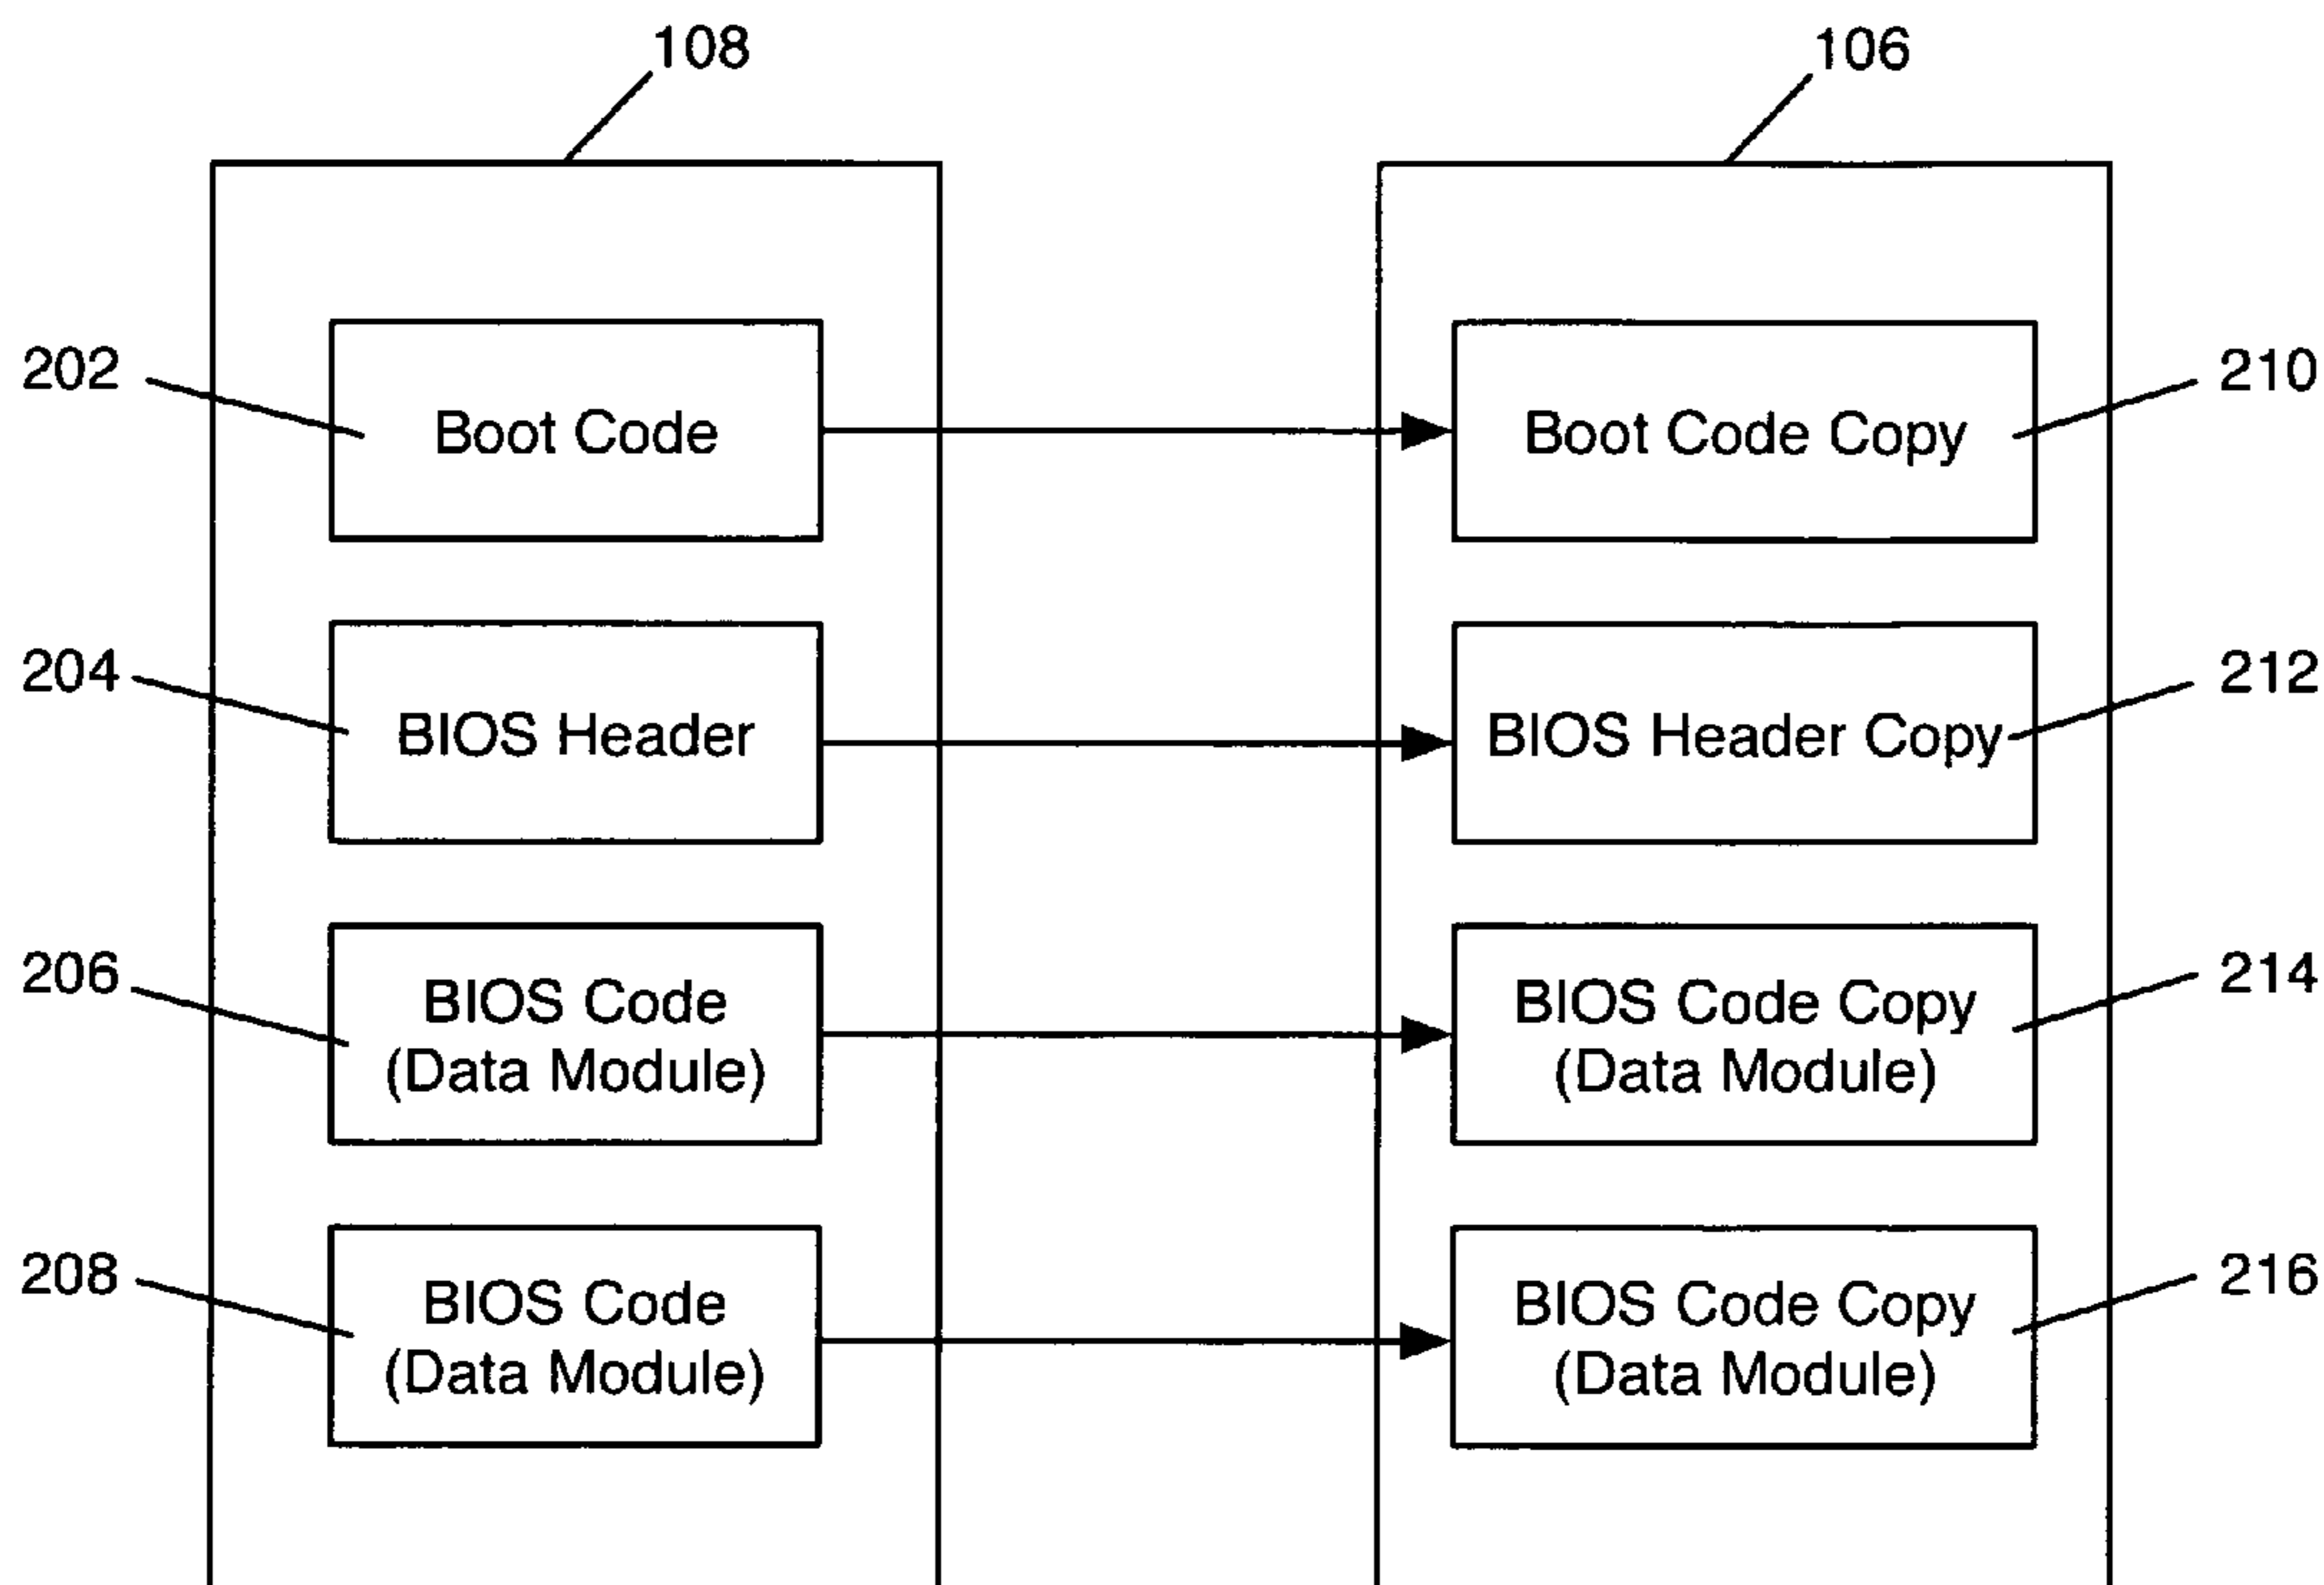 108
106
202
Boot Code
Boot Code Copy
210
204
BIOS Header
BIOS Header Copy
212
206
BIOS Code
(Data Module)
BIOS Code Copy
(Data Module)
214
208
BIOS Code
(Data Module)
BIOS Code Copy
(Data Module)
216